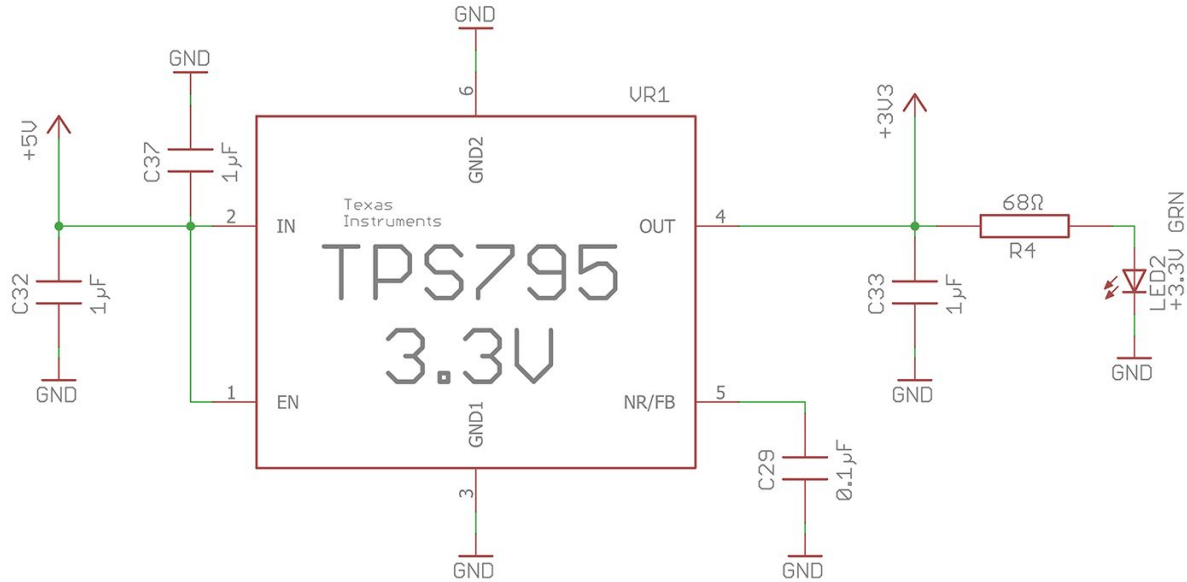 GND
GND
6
VR1
+5V
C37
1µF
GND2
+3V3
2
IN
Texas
Instruments
OUT
4
68Ω
R4
GRN
TPS795
3.3V
C32
1µF
C33
1µF
LED2
+3.3V
GND
GND
GND
1
EN
GND1
NR/FB
5
C29
0.1µF
3
GND
GND